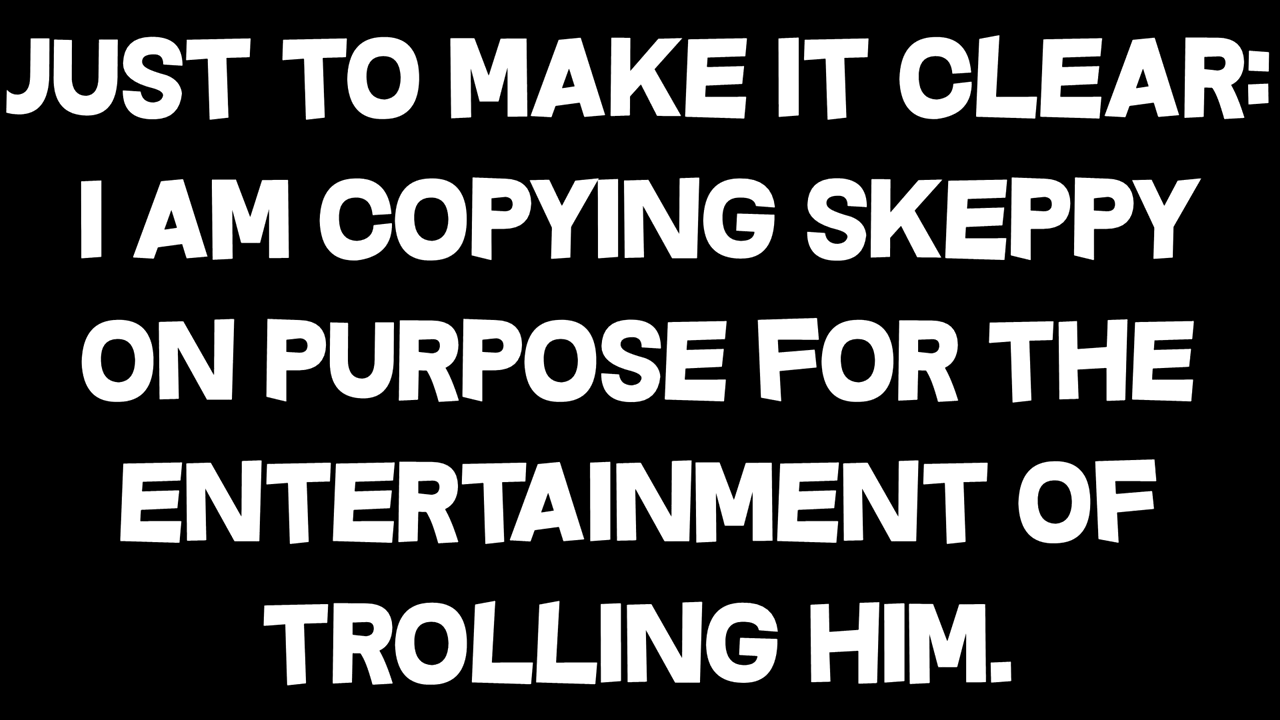 JUST TO MAKE IT CLEAR:
I AM COPYING SKEPPY
ON PURPOSE FOR THE
ENTERTAINMENT OF
TROLLING HIM.